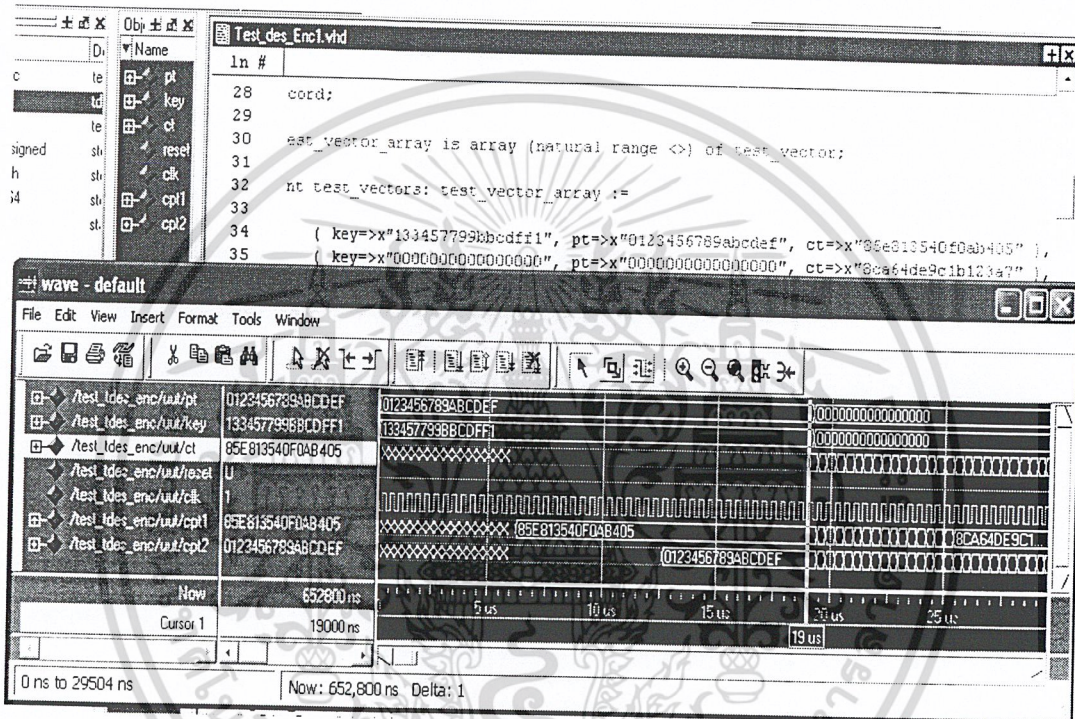 Obj
Test_des_Enc1.vhd
Name
ln #
pt
28 cord;
key
29
ct
30 est_vector_array is array (natural range <>) of test_vector;
signed
reset
31
clk
32 nt test_vectors: test_vector_array :=
cpt1
33
cpt2
34 ( key=>x"133457799bbcdff1", pt=>x"0123456789abcdef", ct=>x"85e813540f0ab405" ),
35 ( key=>x"0000000000000000", pt=>x"0000000000000000", ct=>x"8ca64de9c1b123a7" ),
wave - default
File Edit View Insert Format Tools Window
/test_tdes_enc/uut/pt 0123456789ABCDEF 0123456789ABCDEF 0000000000000000
/test_tdes_enc/uut/key 133457799BBCDFF1 133457799BBCDFF1 0000000000000000
/test_tdes_enc/uut/ct 85E813540F0AB405
/test_tdes_enc/uut/reset U
/test_tdes_enc/uut/clk 1
/test_tdes_enc/uut/cpt1 85E813540F0AB405 85E813540F0AB405 8CA64DE9C1...
/test_tdes_enc/uut/cpt2 0123456789ABCDEF 0123456789ABCDEF
Now 652800 ns 5 us 10 us 15 us 20 us 25 us
Cursor 1 19000 ns 19 us
0 ns to 29504 ns Now: 652,800 ns Delta: 1